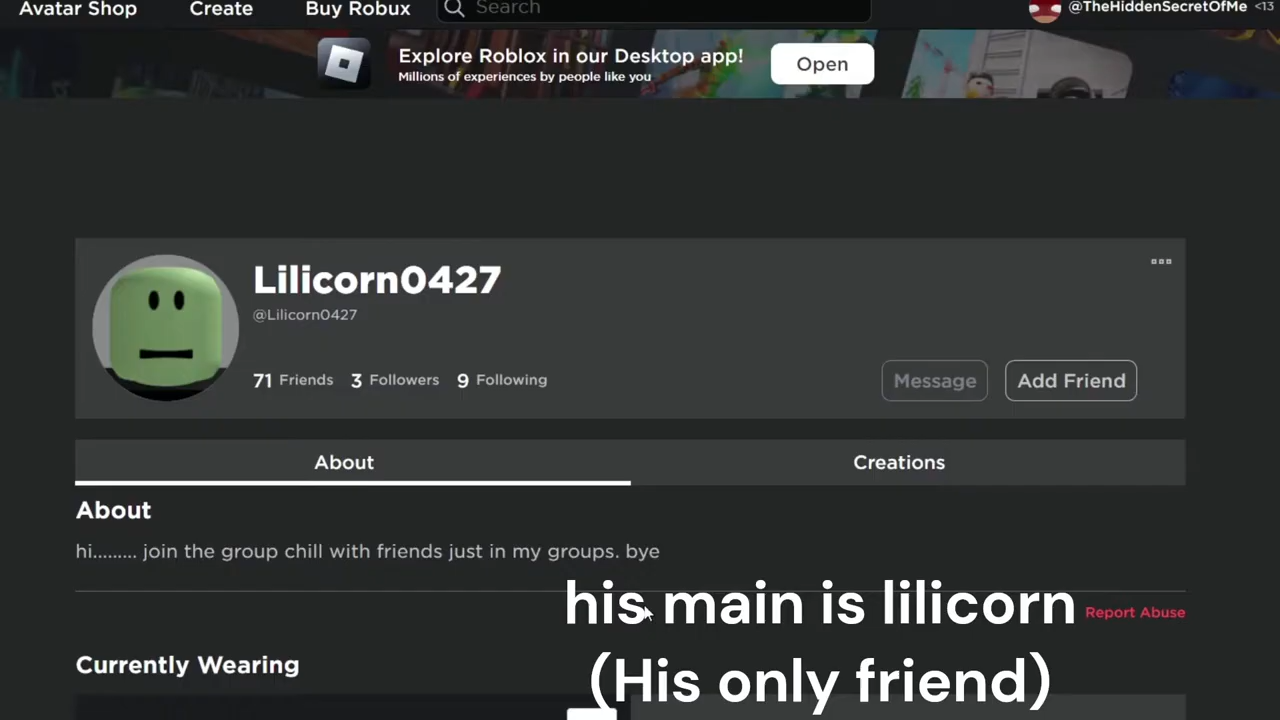 Avatar Shop
Create
Buy Robux
Search
@TheHiddenSecretOfMe <13
Explore Roblox in our Desktop app!
Millions of experiences by people like you
Open
Lilicorn0427
@Lilicorn0427
71 Friends 3 Followers 9 Following
Message
Add Friend
About
Creations
About
hi......... join the group chill with friends just in my groups. bye
his main is lilicorn
Report Abuse
Currently Wearing
(His only friend)